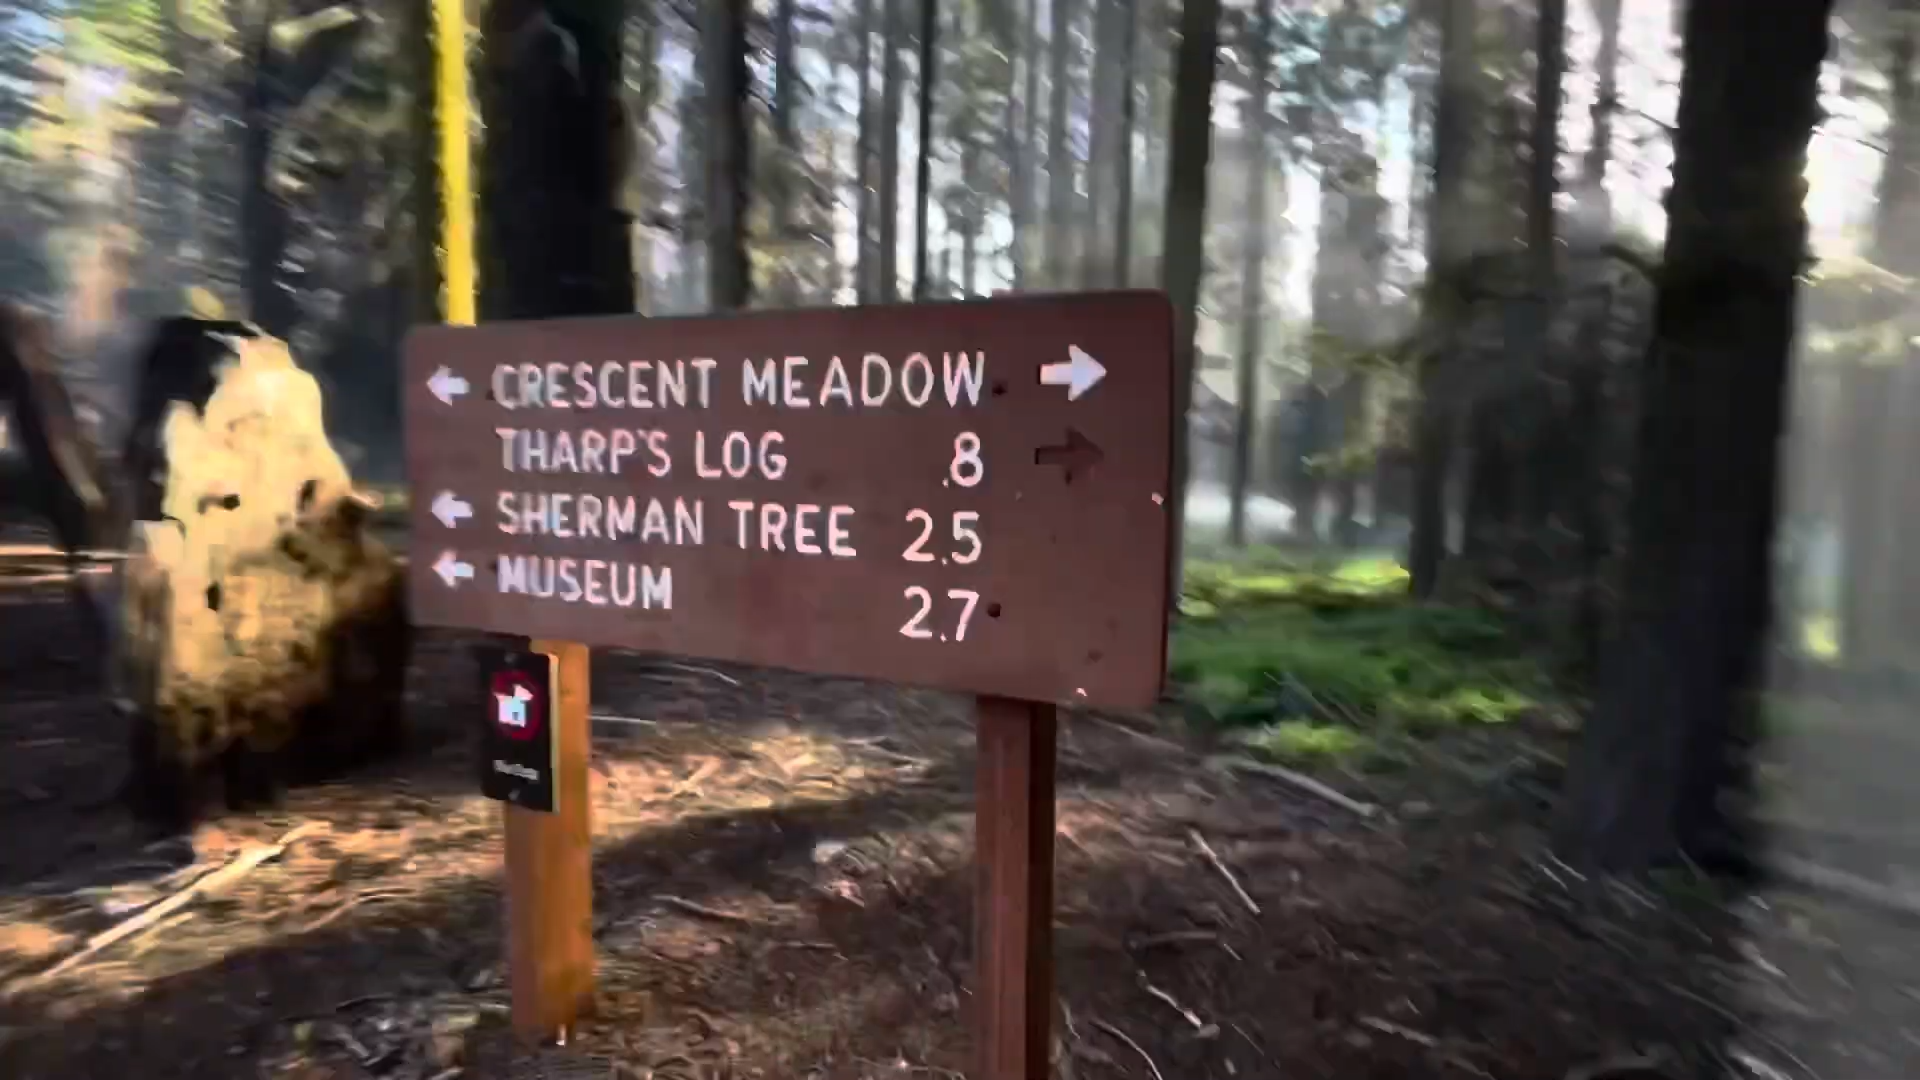 ← CRESCENT MEADOW →
THARP'S LOG .8 →
← SHERMAN TREE 2.5
← MUSEUM 2.7